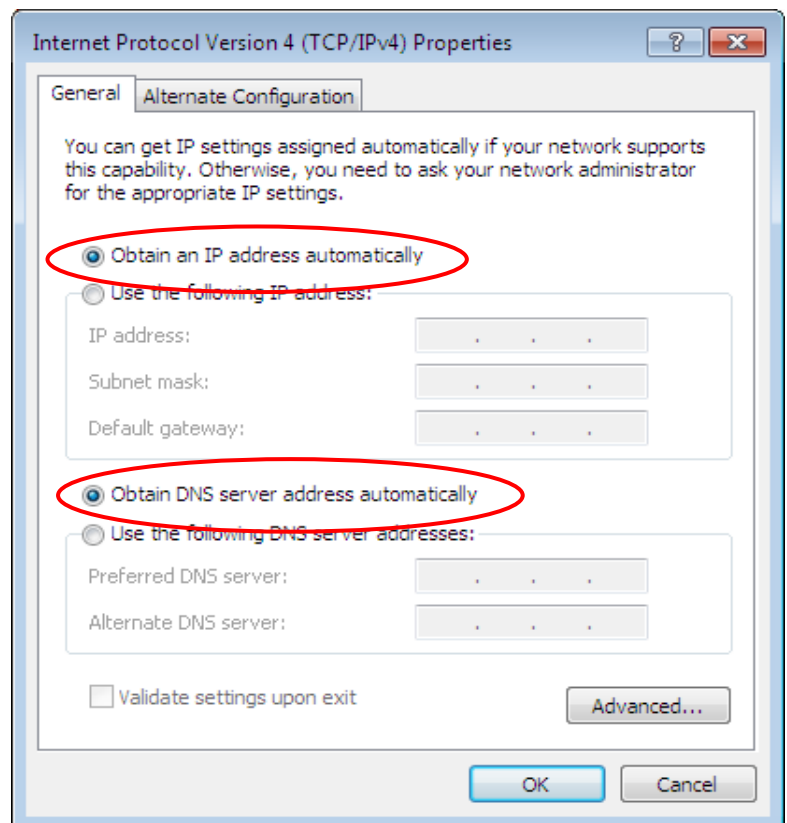 Internet Protocol Version 4 (TCP/IPv4) Properties
General
Alternate Configuration
You can get IP settings assigned automatically if your network supports
this capability. Otherwise, you need to ask your network administrator
for the appropriate IP settings.
Obtain an IP address automatically
Use the following IP address:
IP address:
Subnet mask:
Default gateway:
Obtain DNS server address automatically
Use the following DNS server addresses:
Preferred DNS server:
Alternate DNS server:
Validate settings upon exit
Advanced...
OK
Cancel